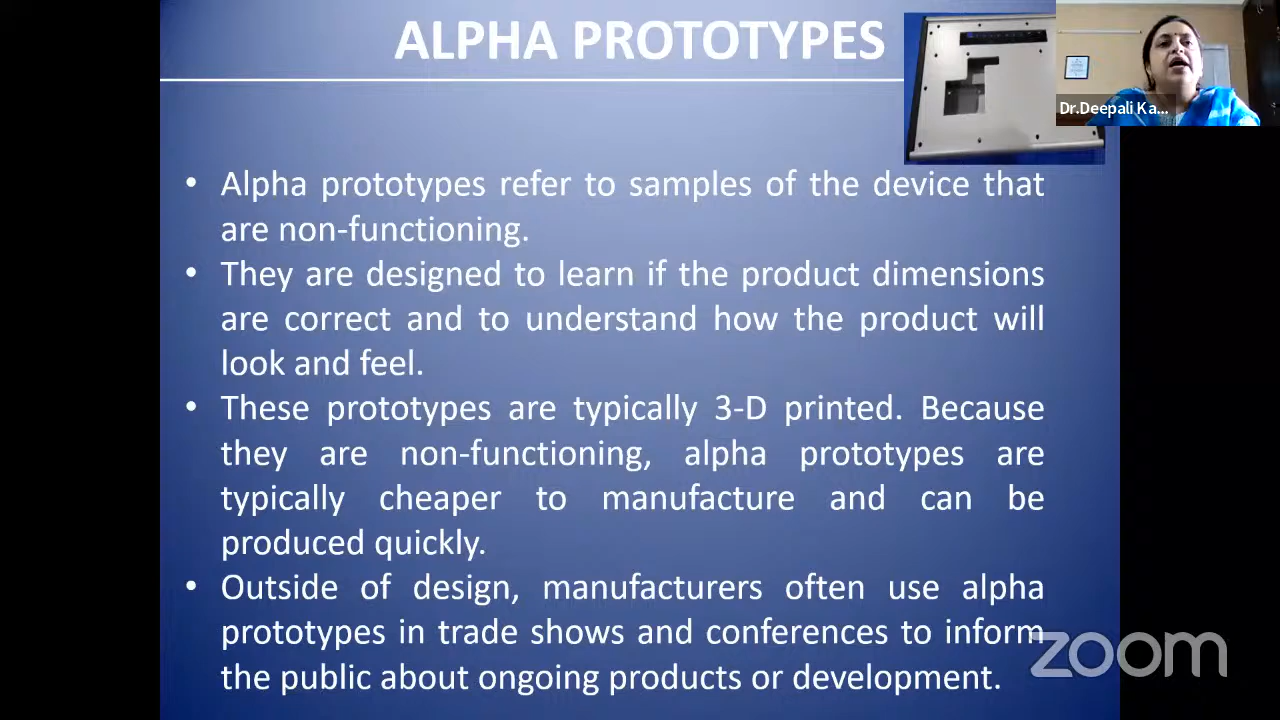 ALPHA PROTOTYPES
Dr.Deepali Ka...
• Alpha prototypes refer to samples of the device that
are non-functioning.
• They are designed to learn if the product dimensions
are correct and to understand how the product will
look and feel.
• These prototypes are typically 3-D printed. Because
they are non-functioning, alpha prototypes are
typically cheaper to manufacture and can be
produced quickly.
• Outside of design, manufacturers often use alpha
prototypes in trade shows and conferences to inform
the public about ongoing products or development.
zoom